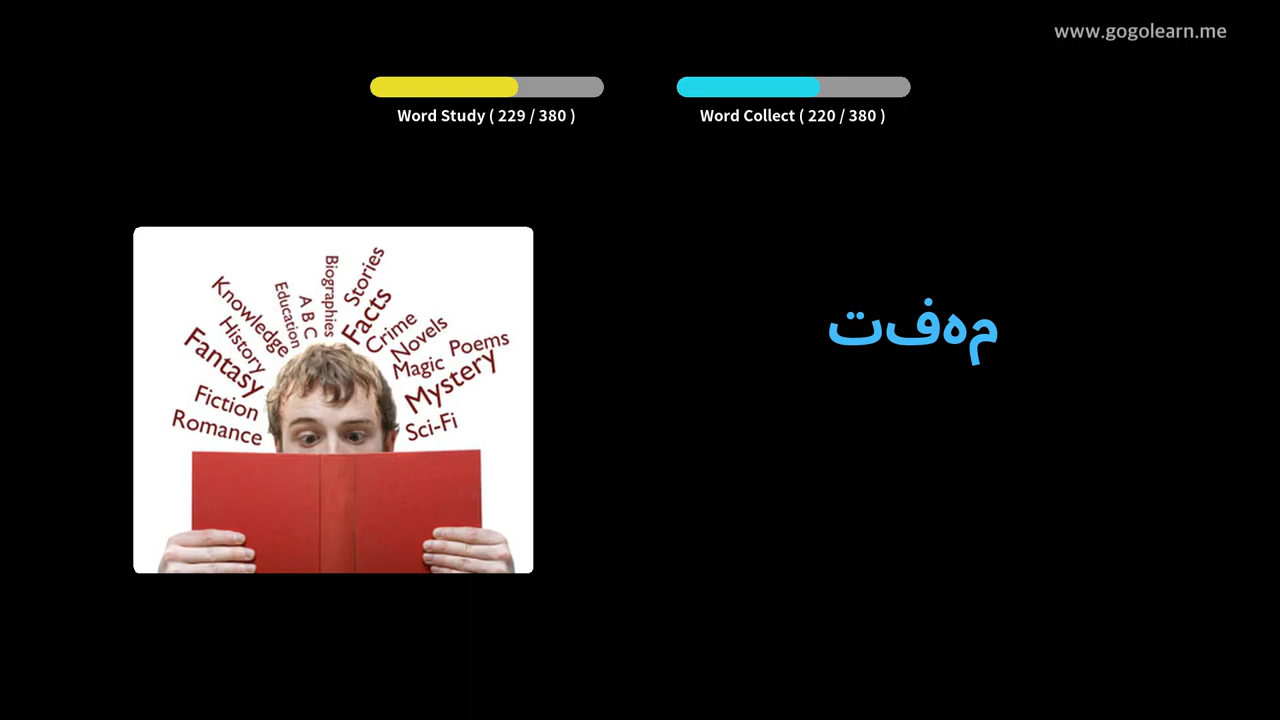 www.gogolearn.me
Word Study ( 229 / 380 )
Word Collect ( 220 / 380 )
Knowledge
Education
A B C
Biographies
Stories
Facts
Crime
Novels
Poems
Magic
Mystery
Sci-Fi
History
Fantasy
Fiction
Romance
تفهم